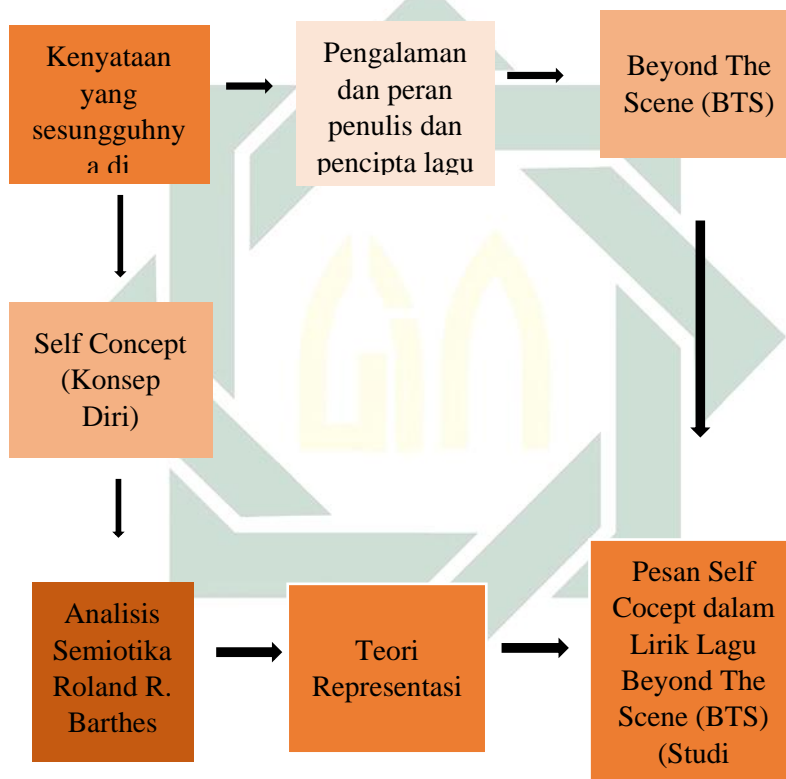 Kenyataan
yang
sesungguhny
a di
Pengalaman
dan peran
penulis dan
pencipta lagu
Beyond The
Scene (BTS)
Self Concept
(Konsep
Diri)
Analisis
Semiotika
Roland R.
Barthes
Teori
Representasi
Pesan Self
Cocept dalam
Lirik Lagu
Beyond The
Scene (BTS)
(Studi